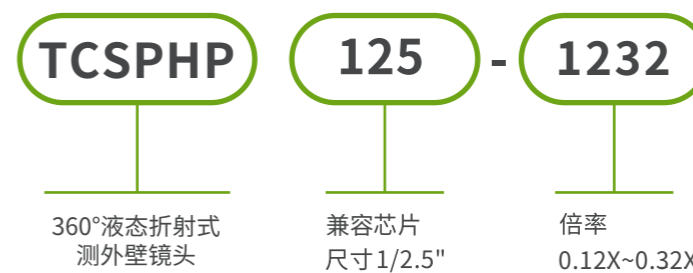 TCSPHP 125 - 1232
360°液态折射式
测外壁镜头
兼容芯片
尺寸1/2.5"
倍率
0.12X~0.32X